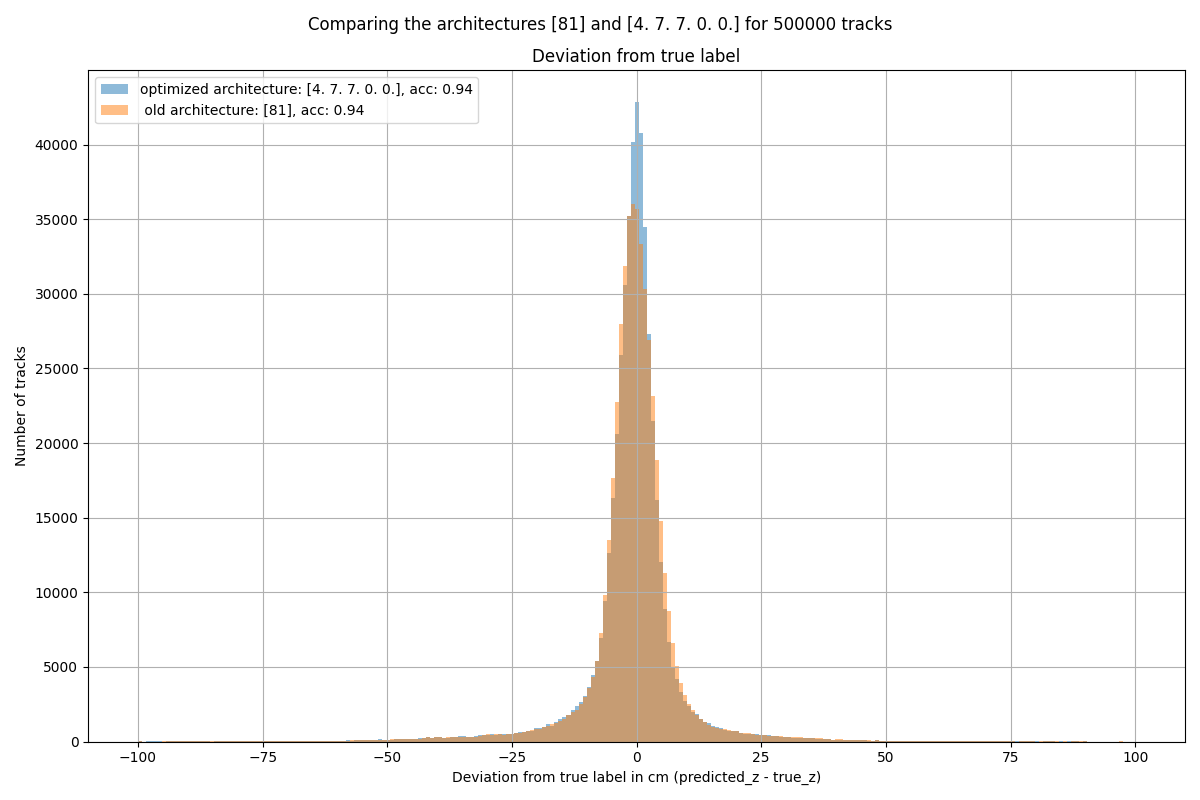 Comparing the architectures [81] and [4. 7. 7. 0. 0.] for 500000 tracks
Deviation from true label
optimized architecture: [4. 7. 7. 0. 0.], acc: 0.94
old architecture: [81], acc: 0.94
40000
35000
30000
25000
20000
15000
10000
5000
0
Number of tracks
−100 −75 −50 −25 0 25 50 75 100
Deviation from true label in cm (predicted_z - true_z)